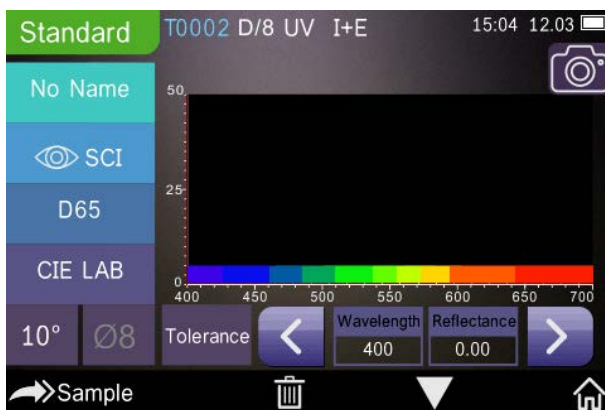 Standard T0002 D/8 UV I+E 15:04 12.03
No Name
SCI
D65
CIE LAB
10° Ø8
50
25
0
400 450 500 550 600 650 700
Tolerance
Wavelength Reflectance
400 0.00
Sample